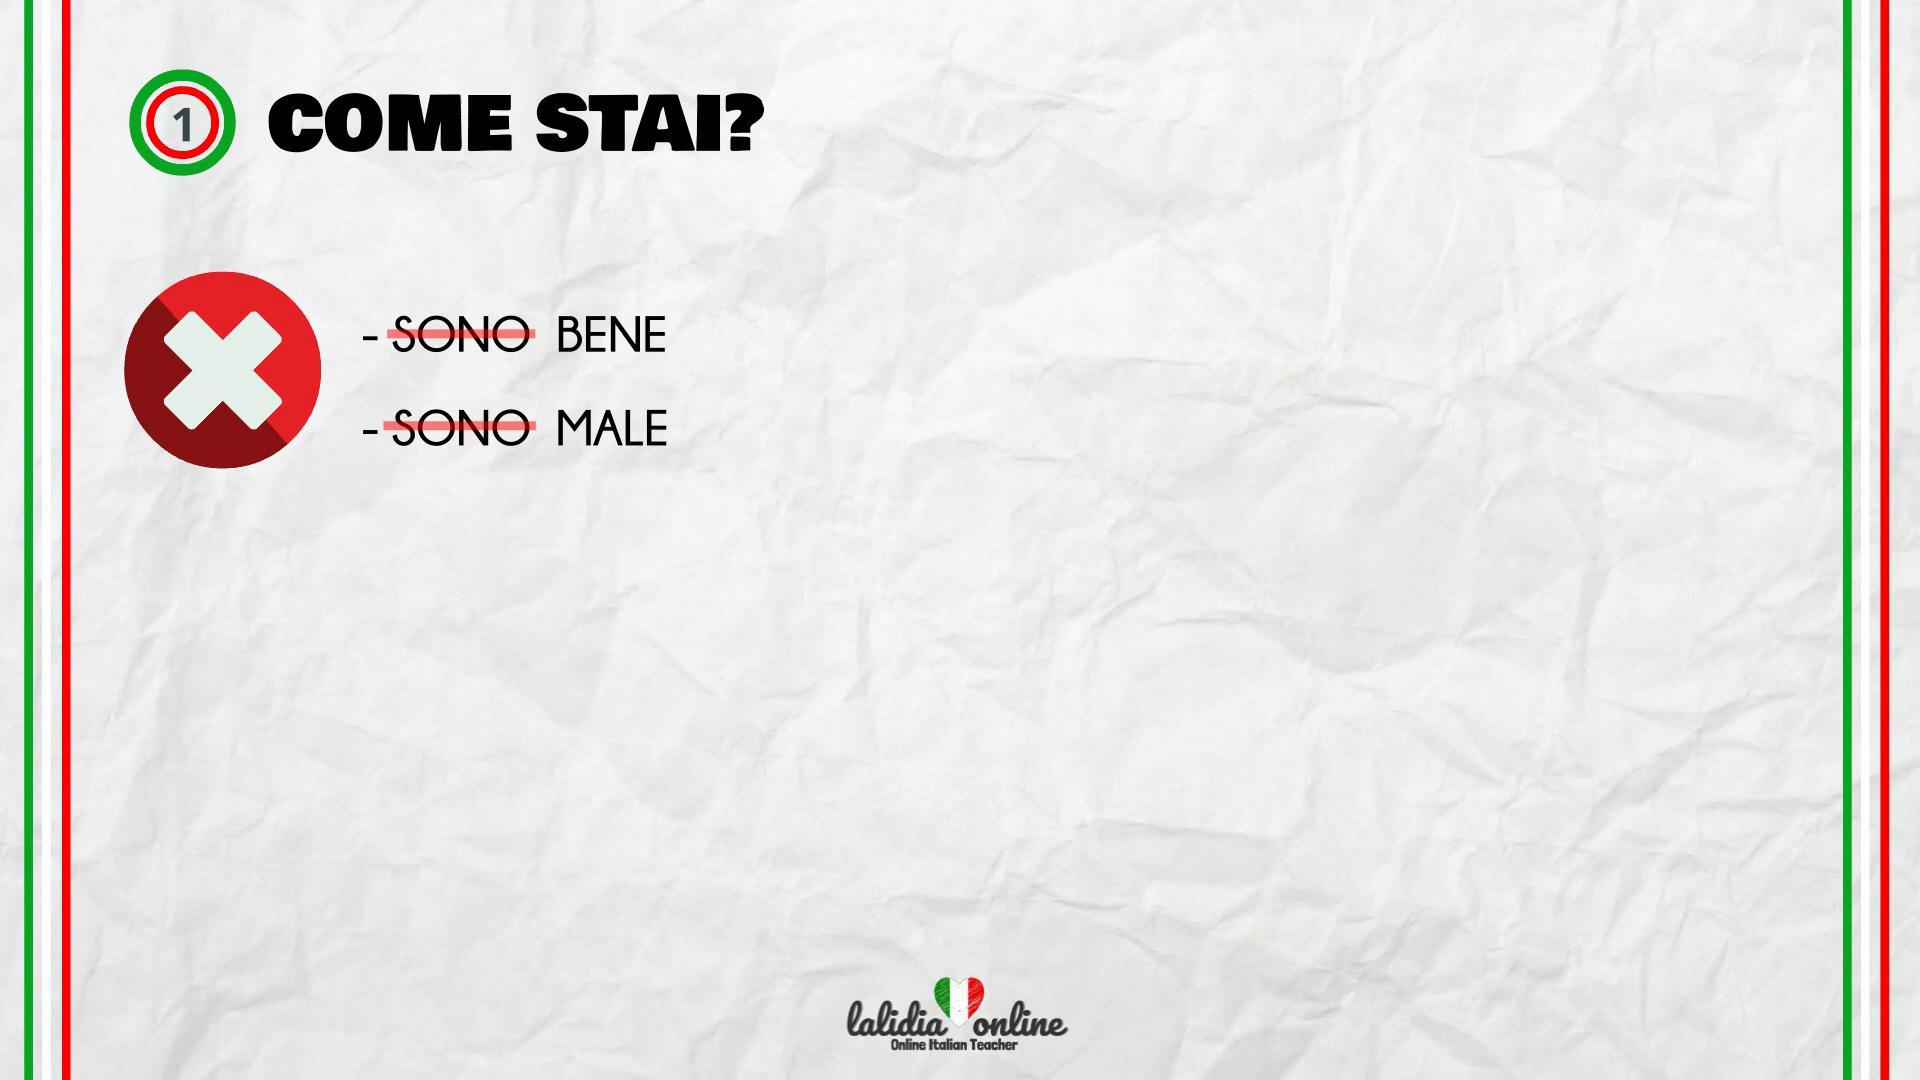 1 COME STAI?
- SONO BENE
- SONO MALE
lalidia online
Online Italian Teacher